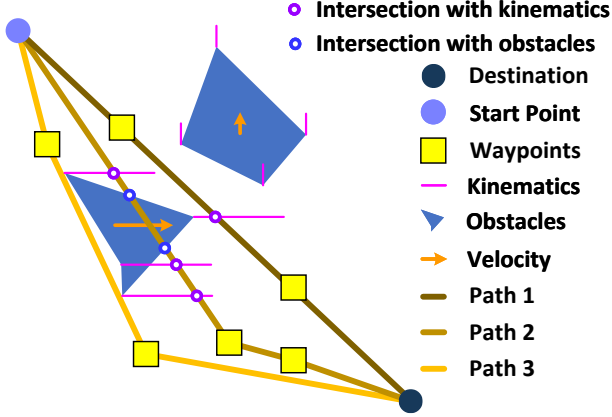 Intersection with kinematics
Intersection with obstacles
Destination
Start Point
Waypoints
Kinematics
Obstacles
Velocity
Path 1
Path 2
Path 3